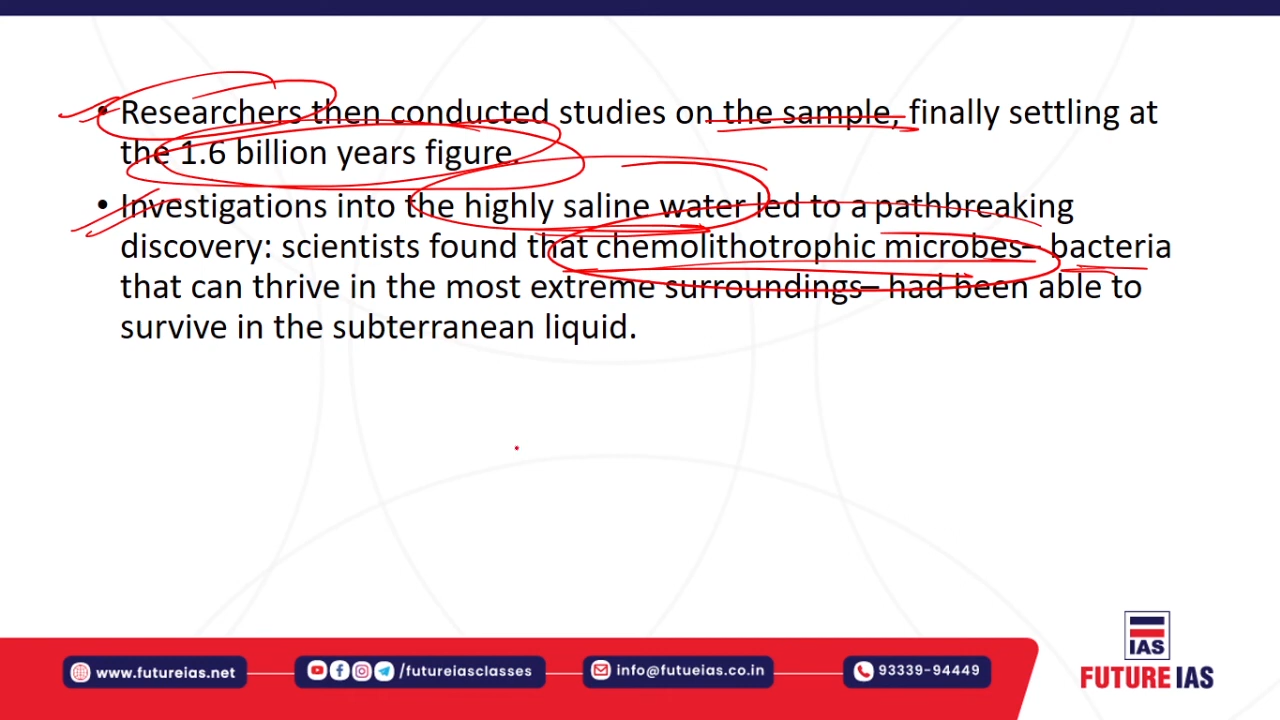 • Researchers then conducted studies on the sample, finally settling at
the 1.6 billion years figure.
• Investigations into the highly saline water led to a pathbreaking
discovery: scientists found that chemolithotrophic microbes– bacteria
that can thrive in the most extreme surroundings– had been able to
survive in the subterranean liquid.
IAS
FUTURE IAS
www.futureias.net
/futureiasclasses
info@futueias.co.in
93339-94449